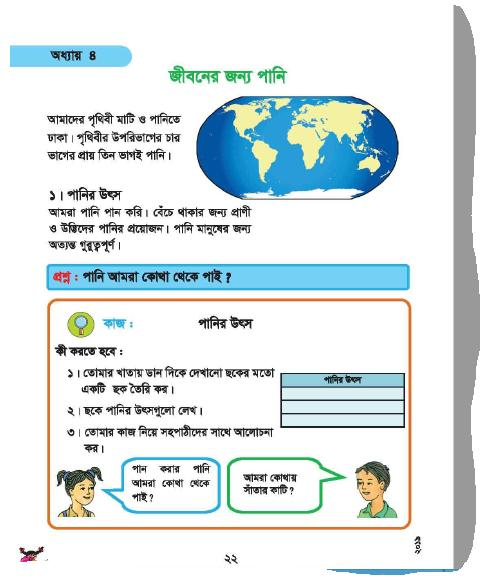 অধ্যায় ৪
জীবনের জন্য পানি
আমাদের পৃথিবী মাটি ও পানিতে
ঢাকা। পৃথিবীর উপরিভাগের চার
ভাগের প্রায় তিন ভাগই পানি।
১। পানির উৎস
আমরা পানি পান করি। বেঁচে থাকার জন্য প্রাণী
ও উদ্ভিদের পানির প্রয়োজন। পানি মানুষের জন্য
অত্যন্ত গুরুত্বপূর্ণ।
প্রশ্ন : পানি আমরা কোথা থেকে পাই ?
কাজ : পানির উৎস
কী করতে হবে :
১। তোমার খাতায় ডান দিকে দেখানো ছকের মতো
একটি ছক তৈরি কর।
২। ছকে পানির উৎসগুলো লেখ।
৩। তোমার কাজ নিয়ে সহপাঠীদের সাথে আলোচনা
কর।
পানির উৎস
পান করার পানি
আমরা কোথা থেকে
পাই ?
আমরা কোথায়
সাঁতার কাটি ?
২২
২০১৯